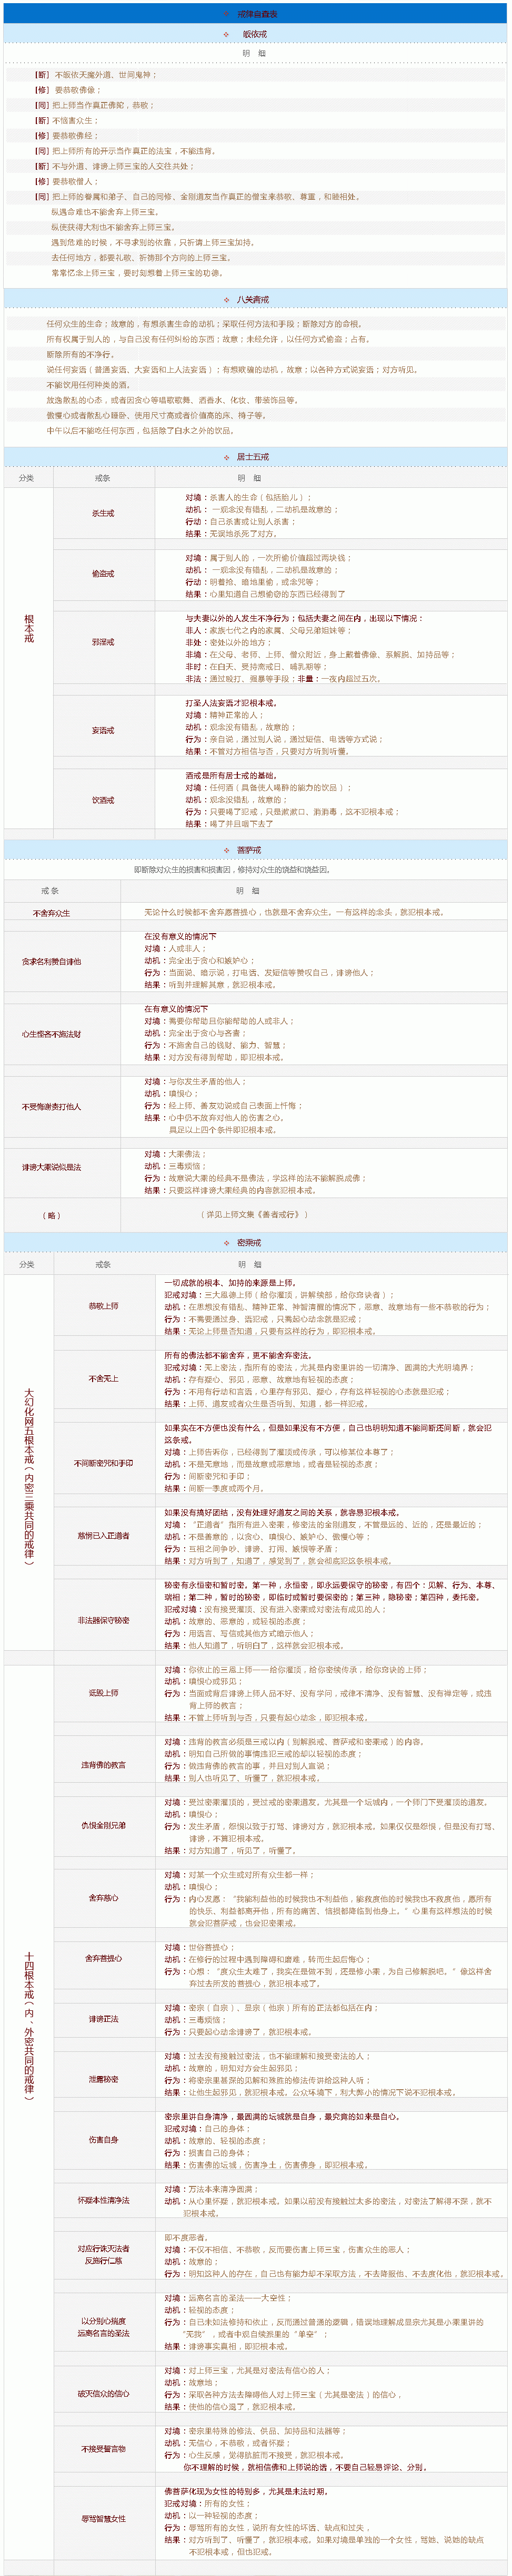 戒律自查表
皈依戒
明 细
[断] 不皈依天魔外道、世间鬼神；
[修] 要恭敬佛像；
[同] 把上师当作真正佛陀，恭敬；
[断] 不恼害众生；
[修] 要恭敬佛经；
[同] 把上师所有的开示当作真正的法宝，不能违背。
[断] 不与外道、诽谤上师三宝的人交往共处；
[修] 要恭敬僧人；
[同] 把上师的眷属和弟子、自己的同修、金刚道友当作真正的僧宝来恭敬、尊重，和睦相处。
纵遇命难也不能舍弃上师三宝。
纵使获得大利也不能舍弃上师三宝。
遇到危难的时候，不寻求别的依靠，只祈请上师三宝加持。
去任何地方，都要礼敬、祈祷那个方向的上师三宝。
常常忆念上师三宝，要时刻想着上师三宝的功德。
八关斋戒
任何众生的生命；故意的，有想杀害生命的动机；采取任何方法和手段；断除对方的命根。
所有权属于别人的，与自己没有任何纠纷的东西；故意；未经允许，以任何方式偷盗；占有。
断除所有的不净行。
说任何妄语（普通妄语、大妄语和上人法妄语）；有想欺骗的动机，故意；以各种方式说妄语；对方听见。
不能饮用任何种类的酒。
放逸散乱的心态，或者因贪心等唱歌歌舞、洒香水、化妆、带装饰品等。
傲慢心或者散乱心睡卧、使用尺寸高或者价值高的床、椅子等。
中午以后不能吃任何东西，包括除了白水之外的饮品。
居士五戒
分类 戒条 明 细
根本戒
杀生戒
对境：杀害人的生命（包括胎儿）；
动机：一观念没有错乱，二动机是故意的；
行动：自己杀害或让别人杀害；
结果：无误地杀死了对方。
偷盗戒
对境：属于别人的，一次所偷价值超过两块钱；
动机：一观念没有错乱，二动机是故意的；
行动：明着抢、暗地里偷，或念咒等；
结果：心里知道自己想偷窃的东西已经得到了
邪淫戒
与夫妻以外的人发生不净行为；包括夫妻之间在内，出现以下情况：
非人：家族七代之内的家属、父母兄弟姐妹等；
非处：密处以外的地方；
非境：在父母、老师、上师、僧众附近，身上戴着佛像、系解脱、加持品等；
非时：在白天、受持斋戒日、哺乳期等；
非法：通过殴打、强暴等手段；非量：一夜内超过五次。
妄语戒
打圣人法妄语才犯根本戒。
对境：精神正常的人；
动机：观念没有错乱，故意的；
行为：亲自说，通过别人说，通过短信、电话等方式说；
结果：不管对方相信与否，只要对方听到听懂。
饮酒戒
酒戒是所有居士戒的基础。
对境：任何酒（具备使人喝醉的能力的饮品）；
动机：观念没错乱，故意的；
行为：只要喝了犯戒，只是漱漱口、消消毒，这不犯根本戒；
结果：喝了并且咽下去了
菩萨戒
即断除对众生的损害和损害因，修持对众生的饶益和饶益因。
戒 条 明 细
不舍弃众生
无论什么时候都不舍弃愿菩提心，也就是不舍弃众生。一有这样的念头，就犯根本戒。
贪求名利赞自诽他
在没有意义的情况下
对境：人或非人；
动机：完全出于贪心和嫉妒心；
行为：当面说、暗示说，打电话、发短信等赞叹自己，诽谤他人；
结果：听到并理解其意，就犯根本戒。
心生悭吝不施法财
在有意义的情况下
对境：需要你帮助且你能帮助的人或非人；
动机：完全出于贪心与吝啬；
行为：不施舍自己的钱财、能力、智慧；
结果：对方没有得到帮助，即犯根本戒。
不受悔谢责打他人
对境：与你发生矛盾的他人；
动机：嗔恨心；
行为：经上师、善友劝说或自己表面上忏悔；
结果：心中仍不放弃对他人的伤害之心。
具足以上四个条件即犯根本戒。
诽谤大乘说似是法
对境：大乘佛法；
动机：三毒烦恼；
行为：故意说大乘的经典不是佛法，学这样的法不能解脱成佛；
结果：只要这样诽谤大乘经典的内容就犯根本戒。
（略）
（详见上师文集《善者戒行》）
密乘戒
分类 戒条 明 细
大幻化网五根本戒（内密三乘共同的戒律）
恭敬上师
一切成就的根本、加持的来源是上师。
犯戒对境：三大恩德上师（给你灌顶，讲解续部，给你窍诀者）；
动机：在思想没有错乱、精神正常、神智清醒的情况下，恶意、故意地有一些不恭敬的行为；
行为：不需要通过身、语犯戒，只需起心动念就是犯戒；
结果：无论上师是否知道，只要有这样的行为，即犯根本戒。
不舍无上
所有的佛法都不能舍弃，更不能舍弃密法。
犯戒对境：无上密法，指所有的密法，尤其是内密里讲的一切清净、圆满的大光明境界；
动机：存有疑心、邪见，恶意、故意地有轻视的态度；
行为：不用有行动和言语，心里存有邪见、疑心，存有这样轻视的心态就是犯戒；
结果：上师、道友或者众生是否听到、知道，都一样犯戒。
不间断密咒和手印
如果实在不方便也没有什么，但是如果没有不方便，自己也明明知道不能间断还间断，就会犯
这条戒。
对境：上师告诉你，已经得到了灌顶或传承，可以修某位本尊了；
动机：不是无意地，而是故意或恶意地，或者是轻视的态度；
行为：间断密咒和手印；
结果：间断一季度或两个月。
慈悯已入正道者
如果没有搞好团结，没有处理好道友之间的关系，就容易犯根本戒。
对境：“正道者”指所有进入密乘，修密法的金刚道友，不管是远的、近的，还是最近的；
动机：不是善意的，以贪心、嗔恨心、嫉妒心、傲慢心等；
行为：互相之间争吵、诽谤、打闹、嫉恨等矛盾；
结果：对方听到了，知道了，感觉到了，就会彻底犯这条根本戒。
非法器保守秘密
秘密有永恒密和暂时密。第一种，永恒密，即永远要保守的秘密，有四个：见解、行为、本尊、
瑞相；第二种，暂时的秘密，即临时或暂时要保密的；第三种，隐秘密；第四种，委托密。
犯戒对境：没有接受灌顶、没有进入密乘或对密法有成见的人；
动机：故意的、恶意的，或轻视的态度；
行为：用语言、写信或其他方式暗示他人；
结果：他人知道了，听明白了，这样就会犯根本戒。
十四根本戒（内、外密共同的戒律）
诋毁上师
对境：你依止的三恩上师——给你灌顶，给你密续传承，给你窍诀的上师；
动机：嗔恨心或邪见；
行为：当面或背后诽谤上师人品不好、没有学问，戒律不清净、没有智慧、没有禅定等，或违
背上师的教言；
结果：不管上师听到与否，只要有起心动念，即犯根本戒。
违背佛的教言
对境：违背的教言必须是三戒以内（别解脱戒、菩萨戒和密乘戒）的内容。
动机：明知自己所做的事情违犯三戒的却以轻视的态度；
行为：做违背佛的教言的事，并且对别人宣说；
结果：别人也听见了、听懂了，就犯根本戒。
仇恨金刚兄弟
对境：受过密乘灌顶的，受过戒的密乘道友。尤其是一个坛城内，一个师门下受灌顶的道友。
动机：嗔恨心；
行为：发生矛盾，怨恨以致于打骂、诽谤对方，就犯根本戒。如果仅仅是怨恨，但是没有打骂、
诽谤，不算犯根本戒。
结果：对方知道了，听见了，听懂了。
舍弃慈心
对境：对某一个众生或对所有众生都一样；
动机：嗔恨心；
行为：内心发愿：“我能利益他的时候我也不利益他，能救度他的时候我也不救度他，愿所有
的快乐、利益都离开他，所有的痛苦、恼损都降临到他身上。”心里有这样想法的时候
就会犯菩萨戒，也会犯密乘戒。
舍弃菩提心
对境：世俗菩提心；
动机：在修行的过程中遇到障碍和磨难，转而生起后悔心；
行为：心想：“度众生太难了，我实在是做不到，还是修小乘，为自己修解脱吧。”像这样舍
弃过去所发的菩提心，就犯根本戒了。
诽谤正法
对境：密宗（自宗）、显宗（他宗）所有的正法都包括在内；
动机：三毒烦恼；
行为：只要起心动念诽谤了，就犯根本戒。
泄露秘密
对境：过去没有接触过密法，也不能理解和接受密法的人；
动机：故意的，明知对方会生起邪见；
行为：将密宗里甚深的见解和殊胜的修法传讲给这种人听；
结果：让他生起邪见，就犯根本戒。公众环境下，利大弊小的情况下说不犯根本戒。
伤害自身
密宗里讲自身清净，最圆满的坛城就是自身，最究竟的如来是自心。
犯戒对境：自己的身体；
动机：故意的、轻视的态度；
行为：损害自己的身体；
结果：伤害佛的坛城，伤害净土，伤害佛身，即犯根本戒。
怀疑本性清净法
对境：万法本来清净圆满；
动机：从心里怀疑，就犯根本戒。如果以前没有接触过太多的密法，对密法了解得不深，就不
犯根本戒。
对应行诛灭法者
反施行仁慈
即不度恶者。
对境：不仅不相信、不恭敬，反而要伤害上师三宝，伤害众生的恶人；
动机：故意的；
行为：明知这种人的存在，自己也有能力却不采取方法，不去降服他、不去度化他，就犯根本戒。
以分别心揣度
远离名言的圣法
对境：远离名言的圣法——大空性；
动机：轻视的态度；
行为：自己未如法修持和依止，反而通过普通的逻辑，错误地理解成显宗尤其是小乘里讲的
“无我”，或者中观自续派里的“单空”；
结果：诽谤事实真相，即犯根本戒。
破灭信众的信心
对境：对上师三宝，尤其是对密法有信心的人；
动机：故意地；
行为：采取各种方法去障碍他人对上师三宝（尤其是密法）的信心，
结果：使他的信心退了，就犯根本戒。
不接受誓言物
对境：密宗里特殊的修法、供品、加持品和法器等；
动机：无信心，不恭敬，或者怀疑；
行为：心生反感，觉得肮脏而不接受，就犯根本戒。
你不理解的时候，就相信佛和上师说的话，不要自己轻易评论、分别。
辱骂智慧女性
佛菩萨化现为女性的特别多，尤其是末法时期。
犯戒对境：所有的女性；
动机：以一种轻视的态度；
行为：辱骂所有的女性，说所有女性的坏话、缺点和过失，
结果：对方听到了、听懂了，就犯根本戒。如果对境是单独的一个女性，骂她、说她的缺点
不犯根本戒，但也犯戒。